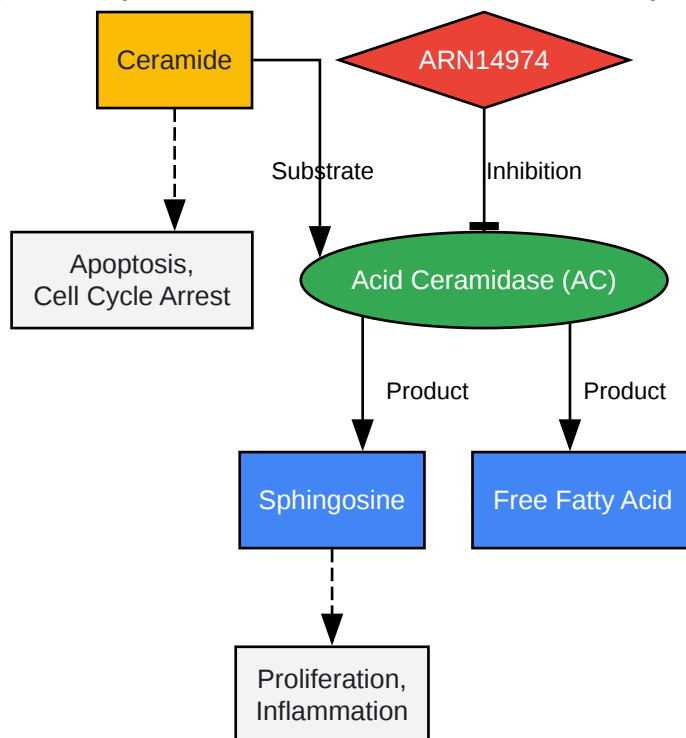 Ceramide
ARN14974
Substrate
Inhibition
Apoptosis,
Cell Cycle Arrest
Acid Ceramidase (AC)
Product
Product
Sphingosine
Free Fatty Acid
Proliferation,
Inflammation